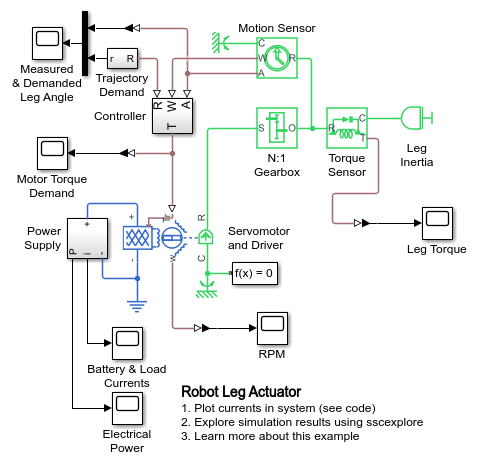 Motion Sensor
C
W
A
R
Measured
& Demanded
Leg Angle
r R
Trajectory
Demand
Controller
R W A
T
S O
N:1
Gearbox
R C
T
Torque
Sensor
Leg
Inertia
Motor Torque
Demand
Power
Supply
+
P i -
+
-
Tr
w
R
C
Servomotor
and Driver
f(x) = 0
Leg Torque
RPM
Battery & Load
Currents
Electrical
Power
Robot Leg Actuator
1. Plot currents in system (see code)
2. Explore simulation results using sscexplore
3. Learn more about this example